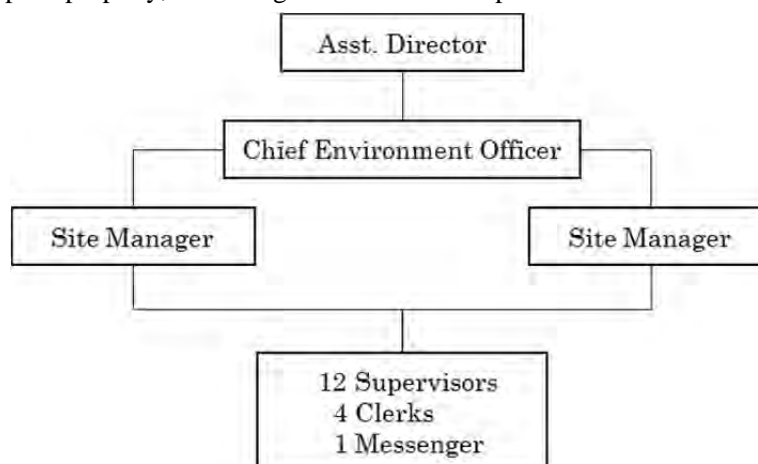 Asst. Director
Chief Environment Officer
Site Manager
Site Manager
12 Supervisors
4 Clerks
1 Messenger